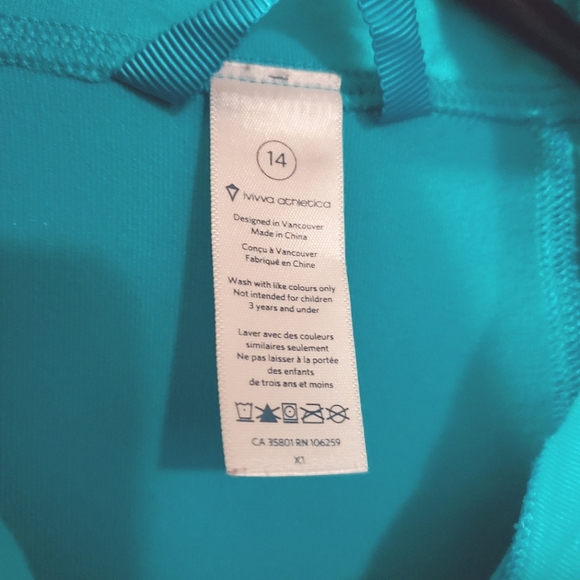 14
ivivva athletica
Designed in Vancouver
Made in China
Conçu à Vancouver
Fabriqué en Chine
Wash with like colours only
Not intended for children
3 years and under
Laver avec des couleurs
similaires seulement
Ne pas laisser à la portée
des enfants
de trois ans et moins
CA 35801 RN 106259
X1